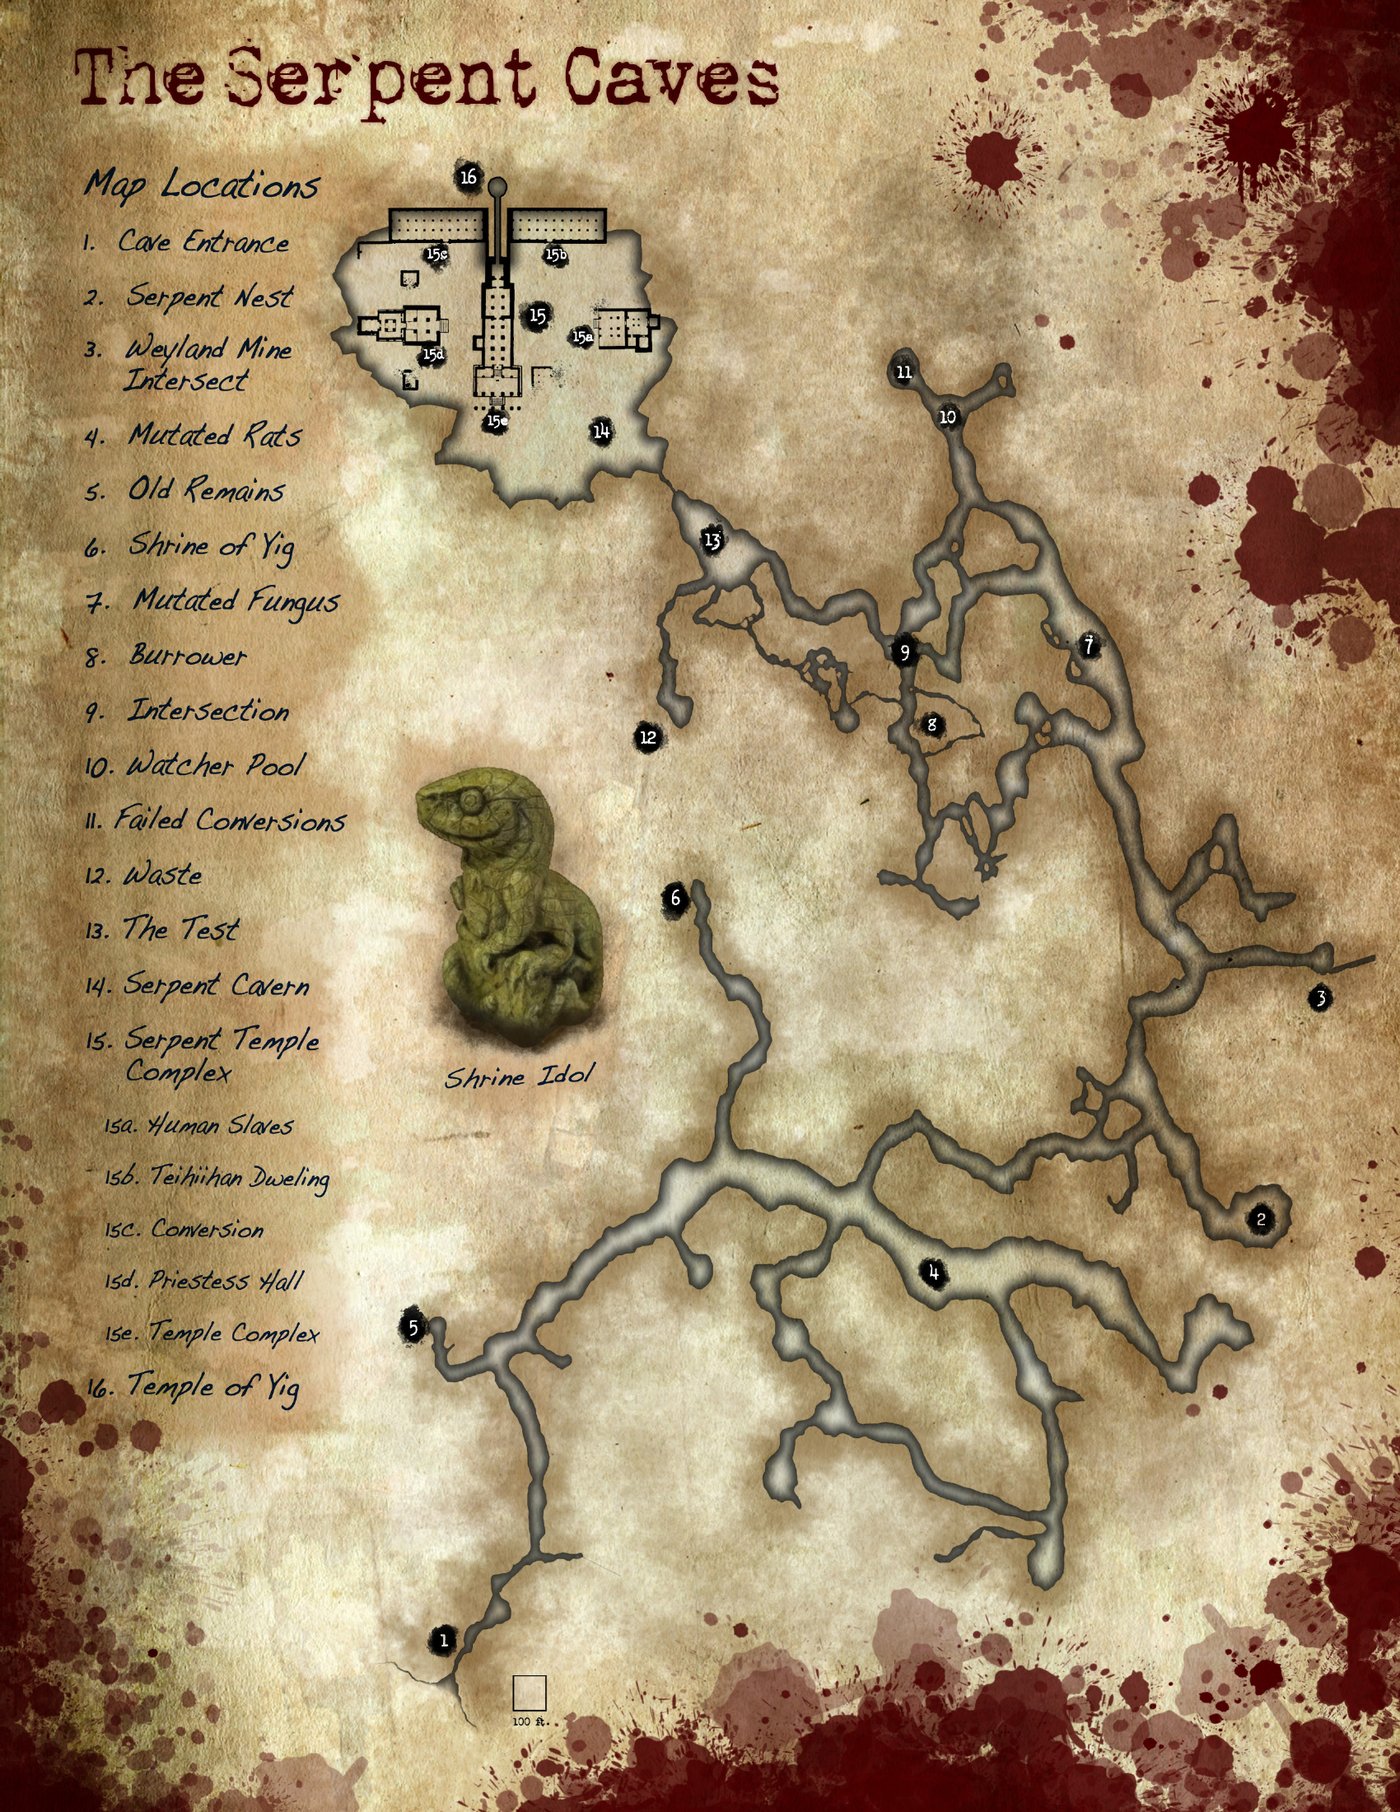 The Serpent Caves
Map Locations
1. Cave Entrance
2. Serpent Nest
3. Weyland Mine
Intersect
4. Mutated Rats
5. Old Remains
6. Shrine of Yig
7. Mutated Fungus
8. Burrower
9. Intersection
10. Watcher Pool
11. Failed Conversions
12. Waste
13. The Test
14. Serpent Cavern
15. Serpent Temple
Complex
15a. Human Slaves
15b. Teihiihan Dweling
15c. Conversion
15d. Priestess Hall
15e. Temple Complex
16. Temple of Yig
16
15c
15b
15
15a
15d
15e
14
11
10
13
9
7
8
12
6
3
Shrine Idol
2
4
5
1
100 ft.